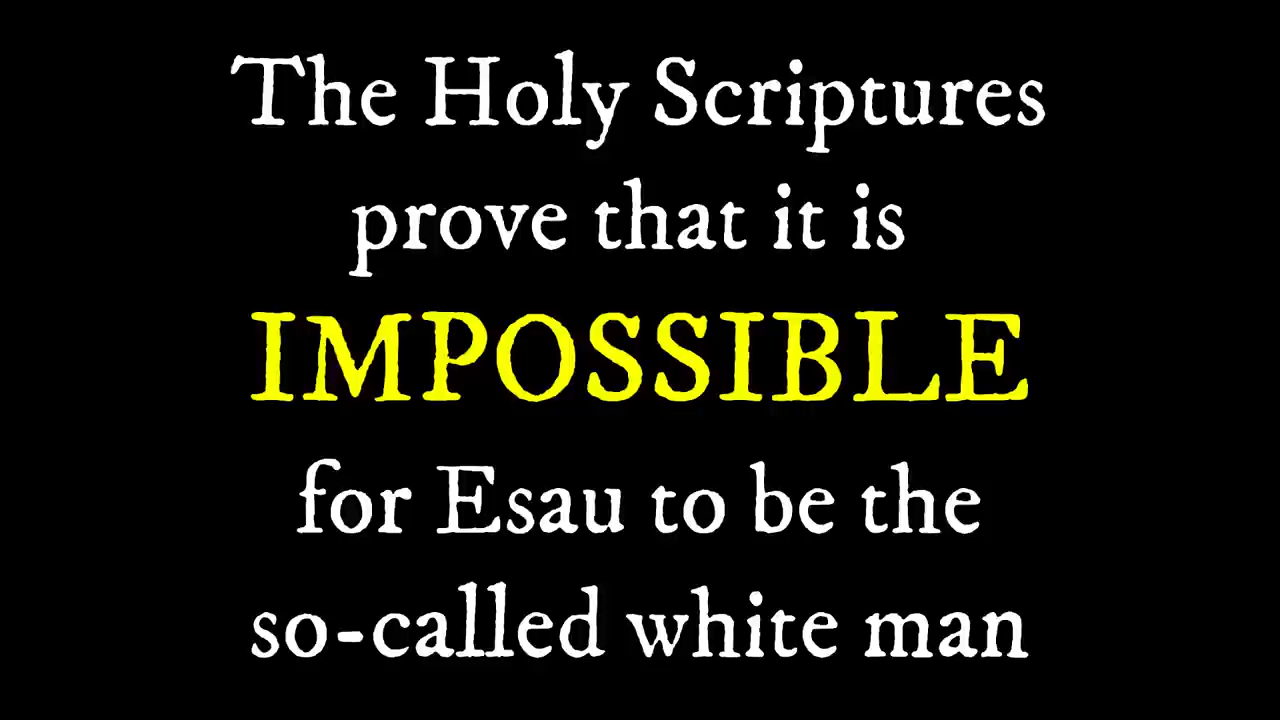 The Holy Scriptures
prove that it is
IMPOSSIBLE
for Esau to be the
so-called white man